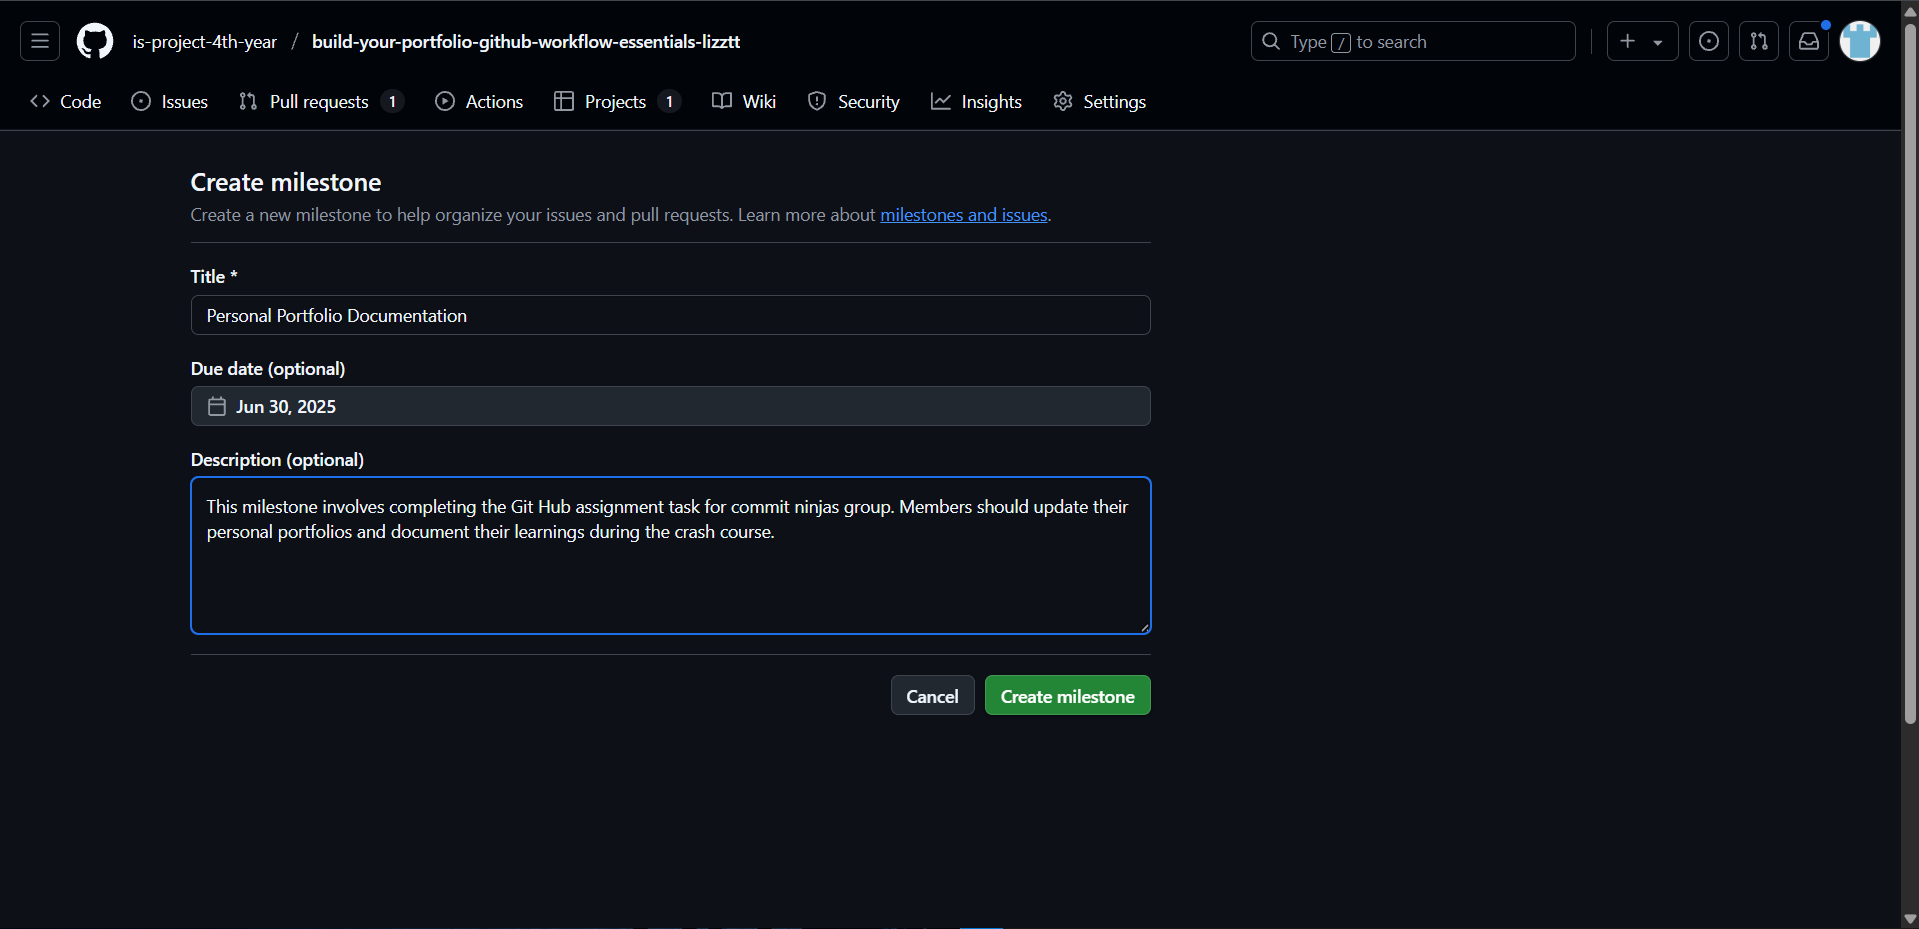 is-project-4th-year / build-your-portfolio-github-workflow-essentials-lizztt
Type / to search
Code Issues Pull requests 1 Actions Projects 1 Wiki Security Insights Settings
Create milestone
Create a new milestone to help organize your issues and pull requests. Learn more about milestones and issues.
Title *
Personal Portfolio Documentation
Due date (optional)
Jun 30, 2025
Description (optional)
This milestone involves completing the Git Hub assignment task for commit ninjas group. Members should update their
personal portfolios and document their learnings during the crash course.
Cancel Create milestone